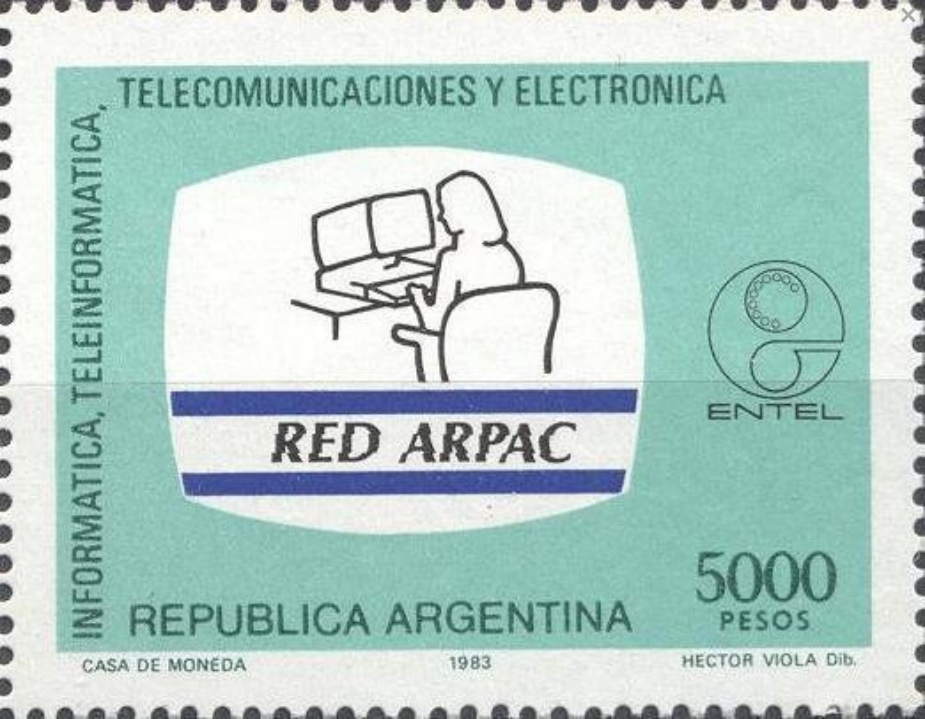 TELECOMUNICACIONES Y ELECTRONICA
INFORMATICA, TELEINFORMATICA,
RED ARPAC
ENTEL
5000
PESOS
REPUBLICA ARGENTINA
CASA DE MONEDA
1983
HECTOR VIOLA Dib.